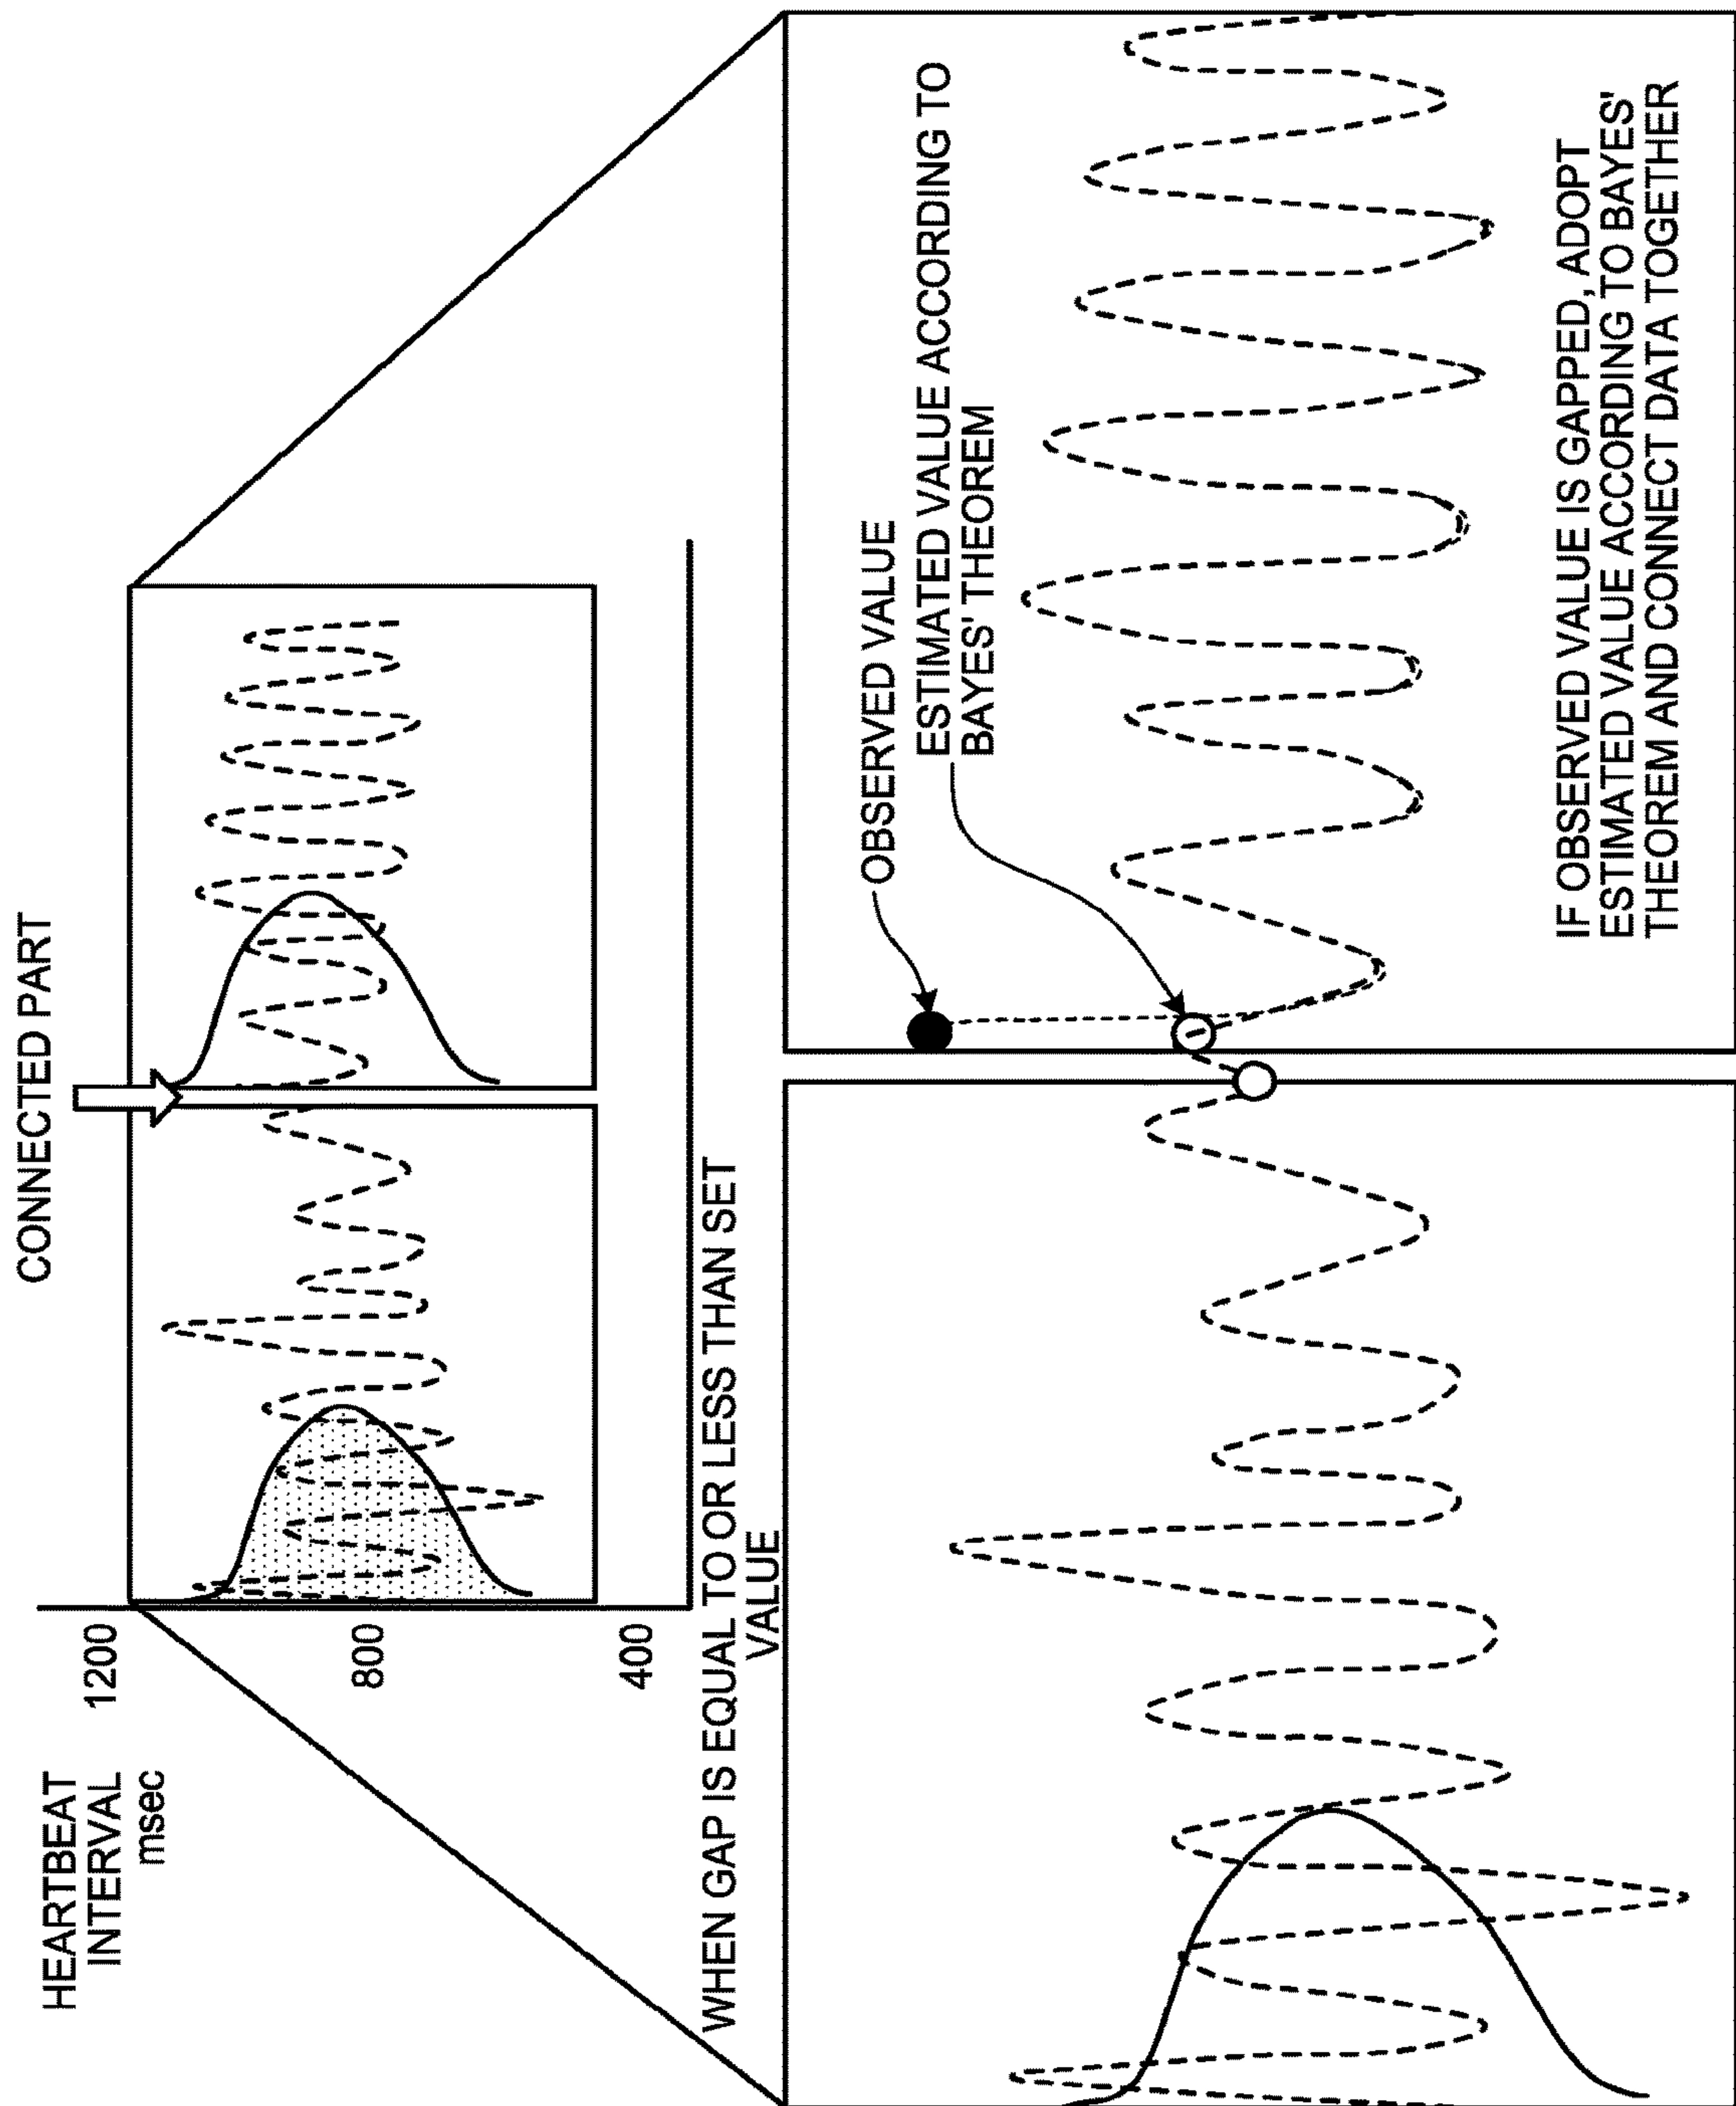 HEARTBEAT
INTERVAL
msec
CONNECTED PART
1200
800
400
WHEN GAP IS EQUAL TO OR LESS THAN SET
VALUE
OBSERVED VALUE
ESTIMATED VALUE ACCORDING TO
BAYES' THEOREM
IF OBSERVED VALUE IS GAPPED, ADOPT
ESTIMATED VALUE ACCORDING TO BAYES'
THEOREM AND CONNECT DATA TOGETHER